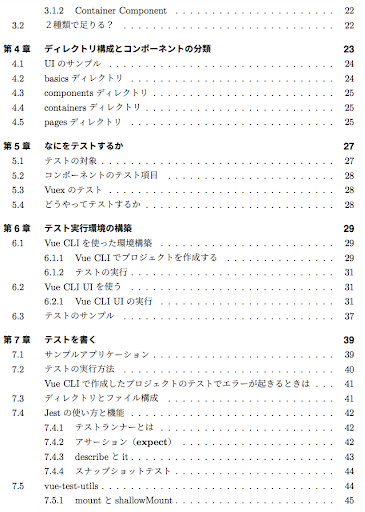 3.1.2 Container Component . . . . . . . . . . . . . . . . . . . . 22
3.2 ２種類で足りる？ . . . . . . . . . . . . . . . . . . . . . . . . 22
第 4 章 ディレクトリ構成とコンポーネントの分類 23
4.1 UI のサンプル . . . . . . . . . . . . . . . . . . . . . . . . . 24
4.2 basics ディレクトリ . . . . . . . . . . . . . . . . . . . . . . 24
4.3 components ディレクトリ . . . . . . . . . . . . . . . . . . . . 25
4.4 containers ディレクトリ . . . . . . . . . . . . . . . . . . . . 25
4.5 pages ディレクトリ . . . . . . . . . . . . . . . . . . . . . . 25
第 5 章 なにをテストするか 27
5.1 テストの対象 . . . . . . . . . . . . . . . . . . . . . . . . . 27
5.2 コンポーネントのテスト項目 . . . . . . . . . . . . . . . . . . 28
5.3 Vuex のテスト . . . . . . . . . . . . . . . . . . . . . . . . . 28
5.4 どうやってテストするか . . . . . . . . . . . . . . . . . . . . 28
第 6 章 テスト実行環境の構築 29
6.1 Vue CLI を使った環境構築 . . . . . . . . . . . . . . . . . . . 29
6.1.1 Vue CLI でプロジェクトを作成する . . . . . . . . . . . . 29
6.1.2 テストの実行 . . . . . . . . . . . . . . . . . . . . . . . 31
6.2 Vue CLI UI を使う . . . . . . . . . . . . . . . . . . . . . . 31
6.2.1 Vue CLI UI の実行 . . . . . . . . . . . . . . . . . . . . 31
6.3 テストのサンプル . . . . . . . . . . . . . . . . . . . . . . . 37
第 7 章 テストを書く 39
7.1 サンプルアプリケーション . . . . . . . . . . . . . . . . . . . 39
7.2 テストの実行方法 . . . . . . . . . . . . . . . . . . . . . . . 40
Vue CLI で作成したプロジェクトのテストでエラーが起きるときは . . . 41
7.3 ディレクトリとファイル構成 . . . . . . . . . . . . . . . . . . 41
7.4 Jest の使い方と機能 . . . . . . . . . . . . . . . . . . . . . . 42
7.4.1 テストランナーとは . . . . . . . . . . . . . . . . . . . . 42
7.4.2 アサーション（expect） . . . . . . . . . . . . . . . . . . 42
7.4.3 describe と it . . . . . . . . . . . . . . . . . . . . . . . 43
7.4.4 スナップショットテスト . . . . . . . . . . . . . . . . . . 44
7.5 vue-test-utils . . . . . . . . . . . . . . . . . . . . . . . . . 44
7.5.1 mount と shallowMount . . . . . . . . . . . . . . . . . . . 45